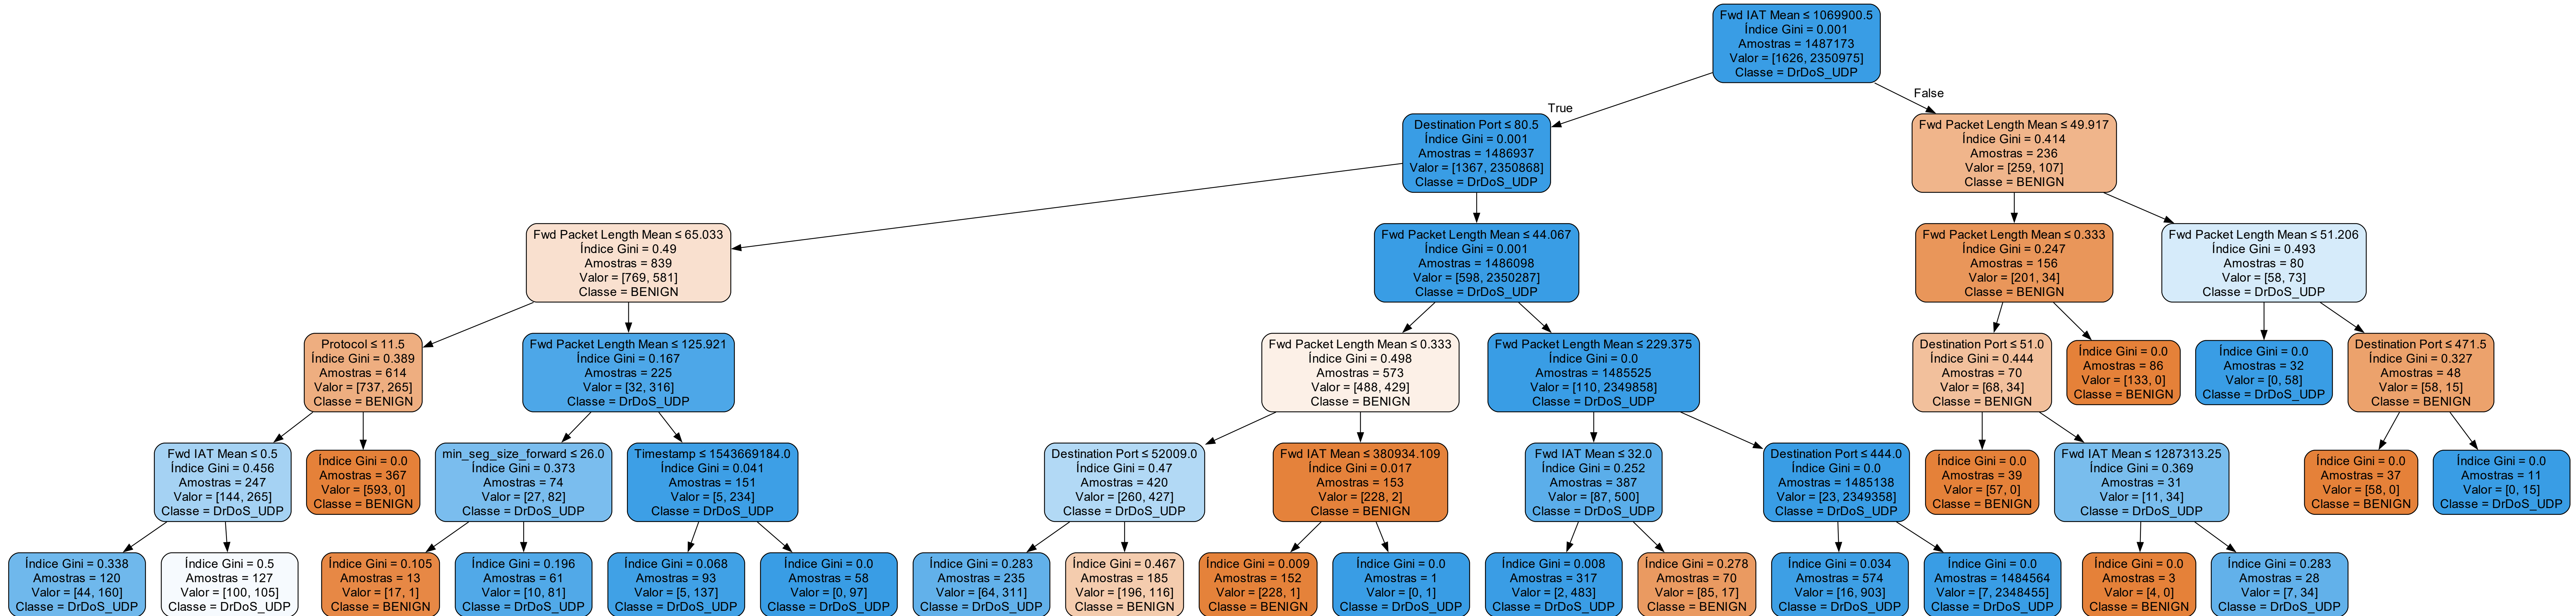 Fwd IAT Mean ≤ 1069900.5
Índice Gini = 0.001
Amostras = 1487173
Valor = [1626, 2350975]
Classe = DrDoS_UDP
True
False
Destination Port ≤ 80.5
Índice Gini = 0.001
Amostras = 1486937
Valor = [1367, 2350868]
Classe = DrDoS_UDP
Fwd Packet Length Mean ≤ 49.917
Índice Gini = 0.414
Amostras = 236
Valor = [259, 107]
Classe = BENIGN
Fwd Packet Length Mean ≤ 65.033
Índice Gini = 0.49
Amostras = 839
Valor = [769, 581]
Classe = BENIGN
Fwd Packet Length Mean ≤ 44.067
Índice Gini = 0.001
Amostras = 1486098
Valor = [598, 2350287]
Classe = DrDoS_UDP
Fwd Packet Length Mean ≤ 0.333
Índice Gini = 0.247
Amostras = 156
Valor = [201, 34]
Classe = BENIGN
Fwd Packet Length Mean ≤ 51.206
Índice Gini = 0.493
Amostras = 80
Valor = [58, 73]
Classe = DrDoS_UDP
Protocol ≤ 11.5
Índice Gini = 0.389
Amostras = 614
Valor = [737, 265]
Classe = BENIGN
Fwd Packet Length Mean ≤ 125.921
Índice Gini = 0.167
Amostras = 225
Valor = [32, 316]
Classe = DrDoS_UDP
Fwd Packet Length Mean ≤ 0.333
Índice Gini = 0.498
Amostras = 573
Valor = [488, 429]
Classe = BENIGN
Fwd Packet Length Mean ≤ 229.375
Índice Gini = 0.0
Amostras = 1485525
Valor = [110, 2349858]
Classe = DrDoS_UDP
Destination Port ≤ 51.0
Índice Gini = 0.444
Amostras = 70
Valor = [68, 34]
Classe = BENIGN
Índice Gini = 0.0
Amostras = 86
Valor = [133, 0]
Classe = BENIGN
Índice Gini = 0.0
Amostras = 32
Valor = [0, 58]
Classe = DrDoS_UDP
Destination Port ≤ 471.5
Índice Gini = 0.327
Amostras = 48
Valor = [58, 15]
Classe = BENIGN
Fwd IAT Mean ≤ 0.5
Índice Gini = 0.456
Amostras = 247
Valor = [144, 265]
Classe = DrDoS_UDP
Índice Gini = 0.0
Amostras = 367
Valor = [593, 0]
Classe = BENIGN
min_seg_size_forward ≤ 26.0
Índice Gini = 0.373
Amostras = 74
Valor = [27, 82]
Classe = DrDoS_UDP
Timestamp ≤ 1543669184.0
Índice Gini = 0.041
Amostras = 151
Valor = [5, 234]
Classe = DrDoS_UDP
Destination Port ≤ 52009.0
Índice Gini = 0.47
Amostras = 420
Valor = [260, 427]
Classe = DrDoS_UDP
Fwd IAT Mean ≤ 380934.109
Índice Gini = 0.017
Amostras = 153
Valor = [228, 2]
Classe = BENIGN
Fwd IAT Mean ≤ 32.0
Índice Gini = 0.252
Amostras = 387
Valor = [87, 500]
Classe = DrDoS_UDP
Destination Port ≤ 444.0
Índice Gini = 0.0
Amostras = 1485138
Valor = [23, 2349358]
Classe = DrDoS_UDP
Índice Gini = 0.0
Amostras = 39
Valor = [57, 0]
Classe = BENIGN
Fwd IAT Mean ≤ 1287313.25
Índice Gini = 0.369
Amostras = 31
Valor = [11, 34]
Classe = DrDoS_UDP
Índice Gini = 0.0
Amostras = 37
Valor = [58, 0]
Classe = BENIGN
Índice Gini = 0.0
Amostras = 11
Valor = [0, 15]
Classe = DrDoS_UDP
Índice Gini = 0.338
Amostras = 120
Valor = [44, 160]
Classe = DrDoS_UDP
Índice Gini = 0.5
Amostras = 127
Valor = [100, 105]
Classe = DrDoS_UDP
Índice Gini = 0.105
Amostras = 13
Valor = [17, 1]
Classe = BENIGN
Índice Gini = 0.196
Amostras = 61
Valor = [10, 81]
Classe = DrDoS_UDP
Índice Gini = 0.068
Amostras = 93
Valor = [5, 137]
Classe = DrDoS_UDP
Índice Gini = 0.0
Amostras = 58
Valor = [0, 97]
Classe = DrDoS_UDP
Índice Gini = 0.283
Amostras = 235
Valor = [64, 311]
Classe = DrDoS_UDP
Índice Gini = 0.467
Amostras = 185
Valor = [196, 116]
Classe = BENIGN
Índice Gini = 0.009
Amostras = 152
Valor = [228, 1]
Classe = BENIGN
Índice Gini = 0.0
Amostras = 1
Valor = [0, 1]
Classe = DrDoS_UDP
Índice Gini = 0.008
Amostras = 317
Valor = [2, 483]
Classe = DrDoS_UDP
Índice Gini = 0.278
Amostras = 70
Valor = [85, 17]
Classe = BENIGN
Índice Gini = 0.034
Amostras = 574
Valor = [16, 903]
Classe = DrDoS_UDP
Índice Gini = 0.0
Amostras = 1484564
Valor = [7, 2348455]
Classe = DrDoS_UDP
Índice Gini = 0.0
Amostras = 3
Valor = [4, 0]
Classe = BENIGN
Índice Gini = 0.283
Amostras = 28
Valor = [7, 34]
Classe = DrDoS_UDP